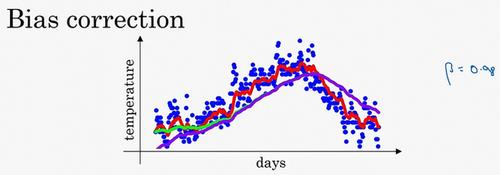 Bias correction
temperature
β = 0.98
days